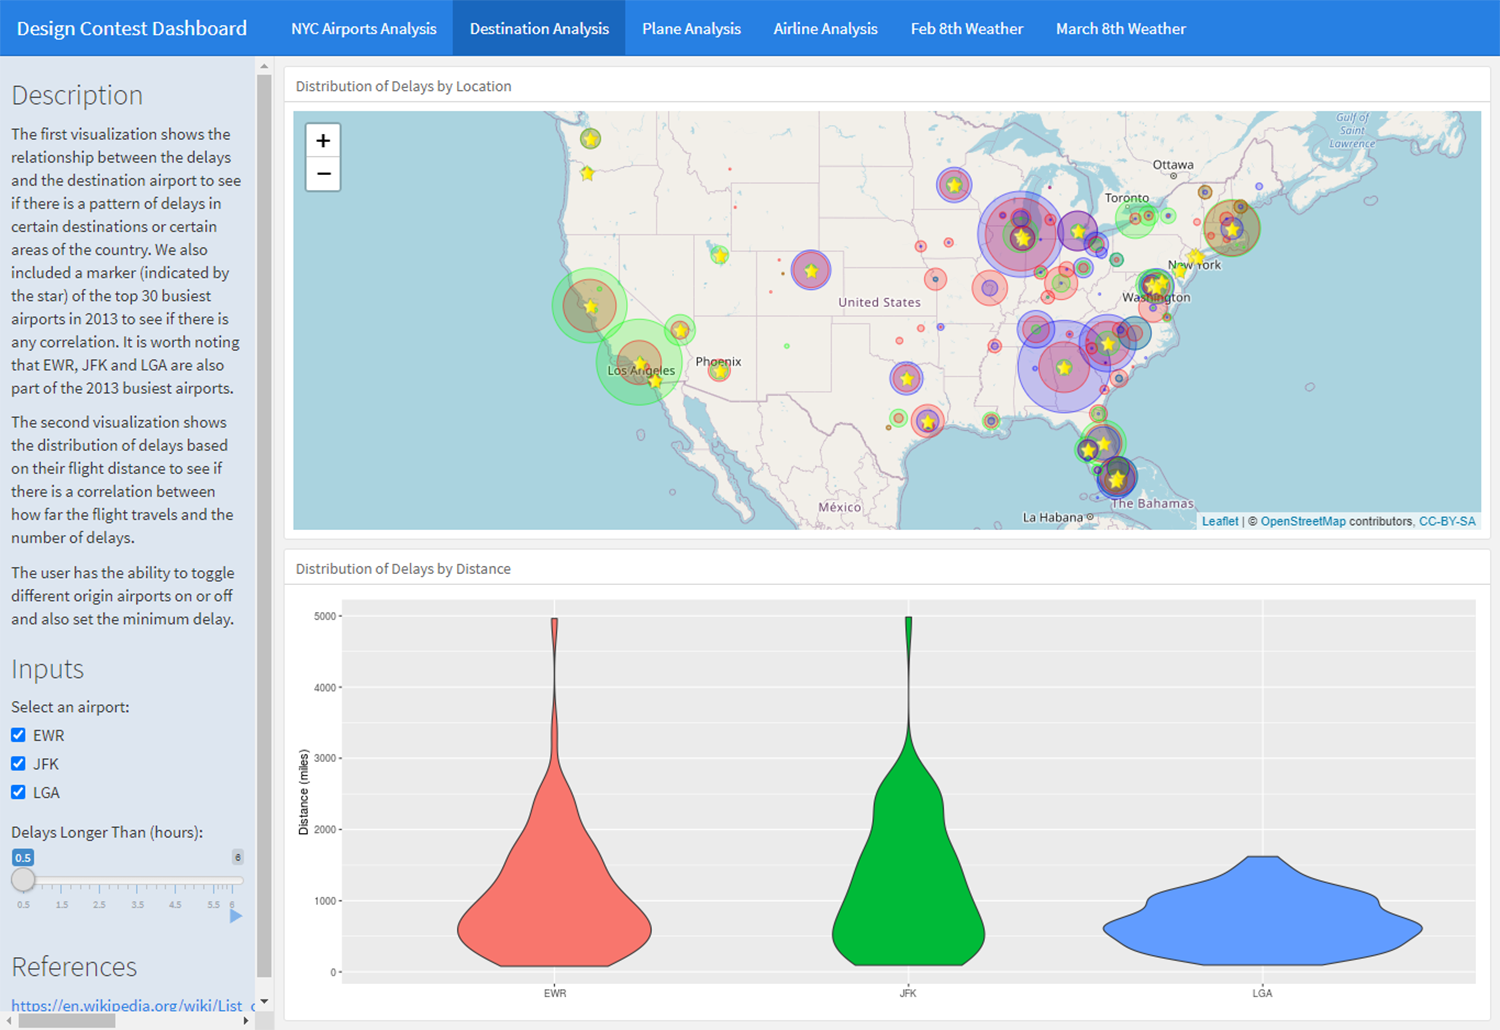 Design Contest Dashboard
NYC Airports Analysis
Destination Analysis
Plane Analysis
Airline Analysis
Feb 8th Weather
March 8th Weather
Description
The first visualization shows the
relationship between the delays
and the destination airport to see
if there is a pattern of delays in
certain destinations or certain
areas of the country. We also
included a marker (indicated by
the star) of the top 30 busiest
airports in 2013 to see if there is
any correlation. It is worth noting
that EWR, JFK and LGA are also
part of the 2013 busiest airports.
The second visualization shows
the distribution of delays based
on their flight distance to see if
there is a correlation between
how far the flight travels and the
number of delays.
The user has the ability to toggle
different origin airports on or off
and also set the minimum delay.
Inputs
Select an airport:
EWR
JFK
LGA
Delays Longer Than (hours):
0.5
6
0.5 1.5 2.5 3.5 4.5 5.5 6
References
https://en.wikipedia.org/wiki/List_
Distribution of Delays by Location
+
−
Gulf of
Saint
Lawrence
Ottawa
Toronto
New York
Washington
United States
Phoenix
Los Angeles
México
La Habana
The Bahamas
Leaflet | © OpenStreetMap contributors, CC-BY-SA
Distribution of Delays by Distance
Distance (miles)
5000
4000
3000
2000
1000
0
EWR
JFK
LGA